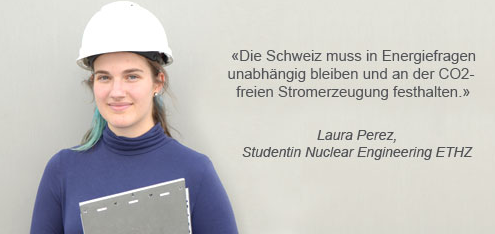 «Die Schweiz muss in Energiefragen
unabhängig bleiben und an der CO2-
freien Stromerzeugung festhalten.»
Laura Perez,
Studentin Nuclear Engineering ETHZ